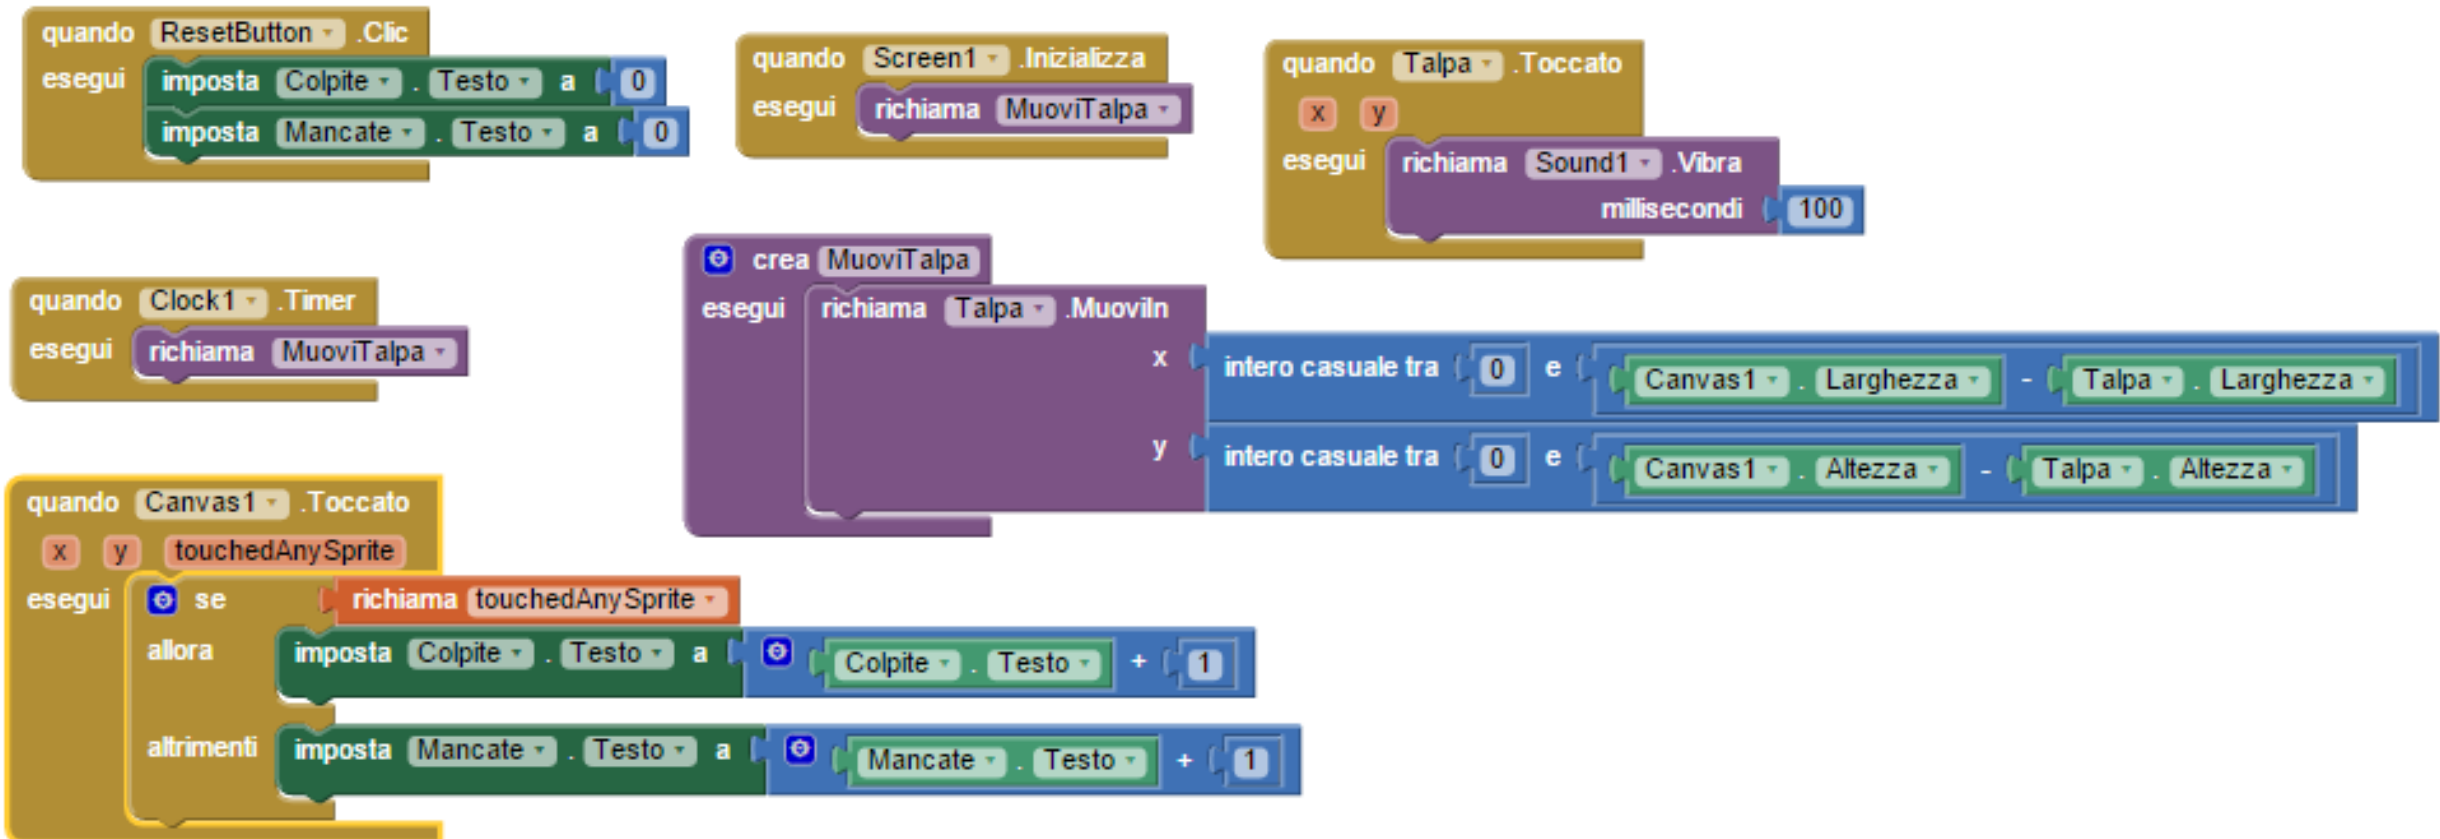 quando ResetButton .Clic
esegui imposta Colpite . Testo a 0
imposta Mancate . Testo a 0
quando Screen1 .Inizializza
esegui richiama MuoviTalpa
quando Talpa .Toccato
x y
esegui richiama Sound1 .Vibra
millisecondi 100
quando Clock1 .Timer
esegui richiama MuoviTalpa
crea MuoviTalpa
esegui richiama Talpa .MuoviIn
x intero casuale tra 0 e Canvas1 . Larghezza - Talpa . Larghezza
y intero casuale tra 0 e Canvas1 . Altezza - Talpa . Altezza
quando Canvas1 .Toccato
x y touchedAnySprite
esegui se richiama touchedAnySprite
allora imposta Colpite . Testo a Colpite . Testo + 1
altrimenti imposta Mancate . Testo a Mancate . Testo + 1